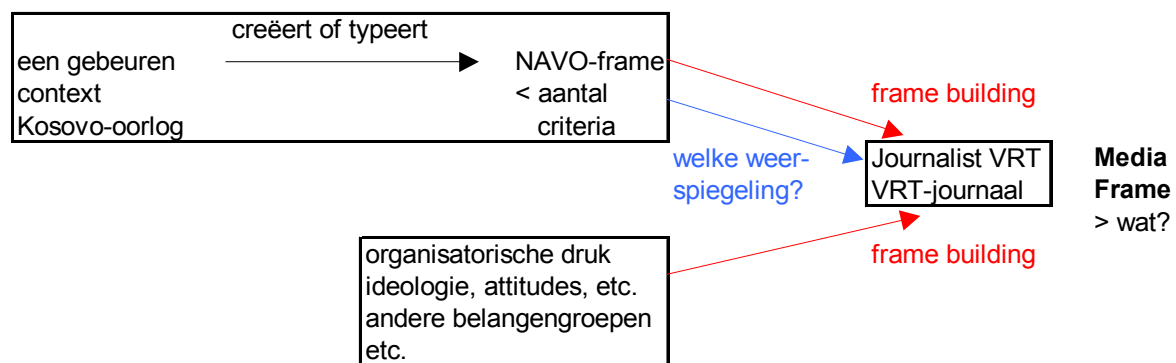 creëert of typeert
een gebeuren
context
Kosovo-oorlog
NAVO-frame
< aantal
criteria
frame building
welke weer-
spiegeling?
Journalist VRT
VRT-journaal
Media
Frame
> wat?
organisatorische druk
ideologie, attitudes, etc.
andere belangengroepen
etc.
frame building